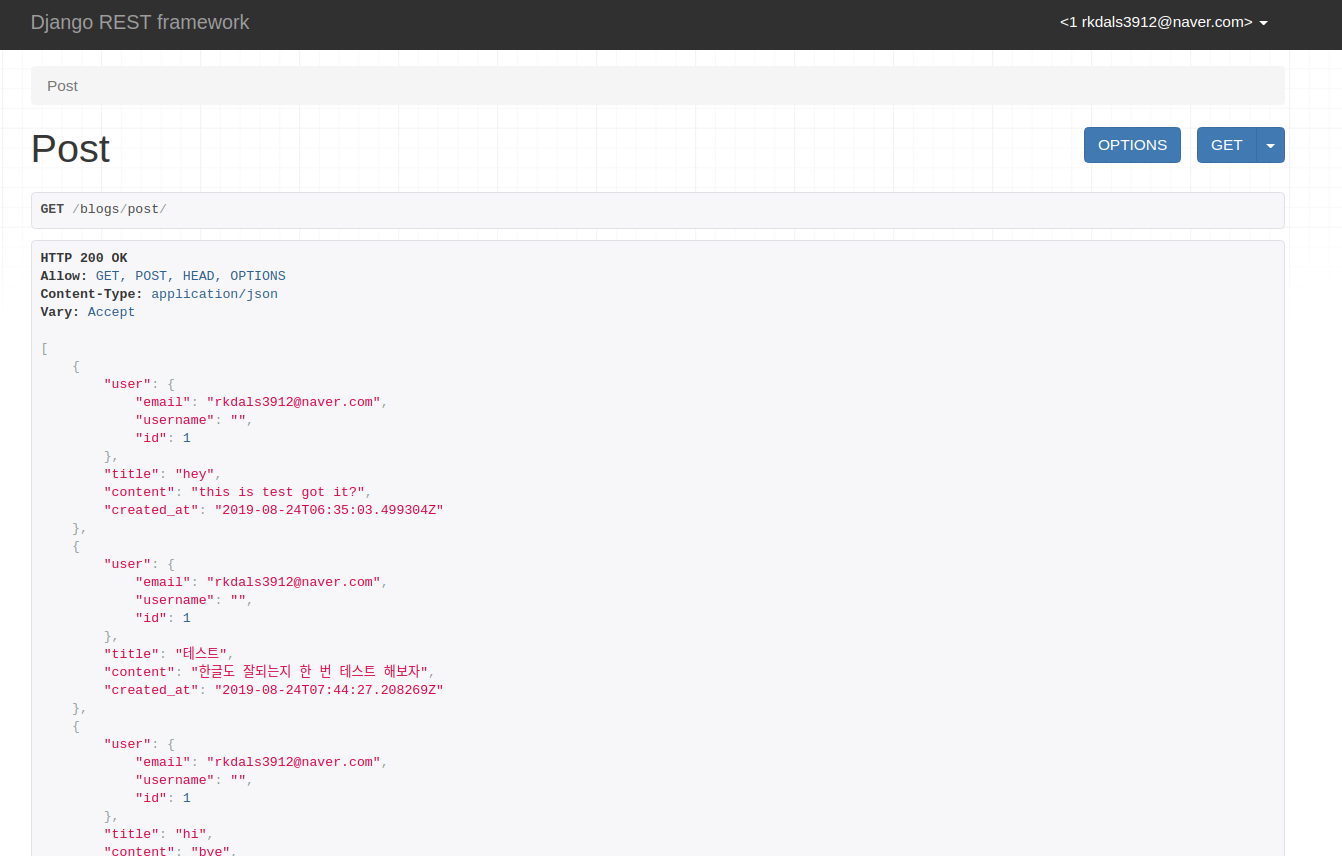 Django REST framework
<1 rkdals3912@naver.com>
Post
Post
OPTIONS
GET
GET /blogs/post/
HTTP 200 OK
Allow: GET, POST, HEAD, OPTIONS
Content-Type: application/json
Vary: Accept
[
    {
        "user": {
            "email": "rkdals3912@naver.com",
            "username": "",
            "id": 1
        },
        "title": "hey",
        "content": "this is test got it?",
        "created_at": "2019-08-24T06:35:03.499304Z"
    },
    {
        "user": {
            "email": "rkdals3912@naver.com",
            "username": "",
            "id": 1
        },
        "title": "테스트",
        "content": "한글도 잘되는지 한 번 테스트 해보자",
        "created_at": "2019-08-24T07:44:27.208269Z"
    },
    {
        "user": {
            "email": "rkdals3912@naver.com",
            "username": "",
            "id": 1
        },
        "title": "hi",
        "content": "bye",